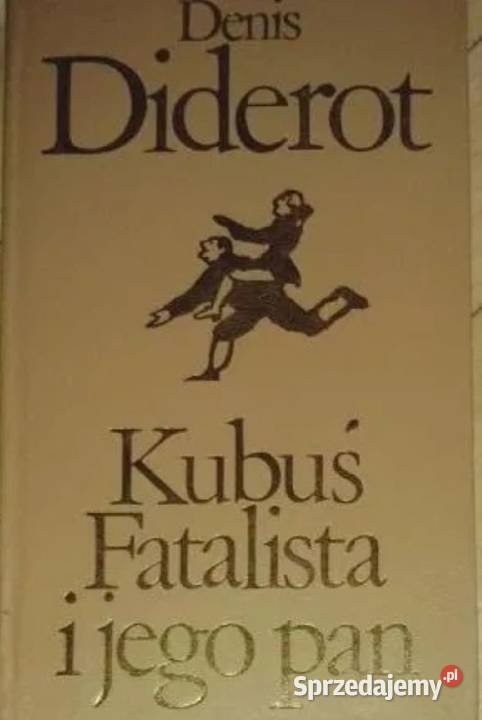 Denis
Diderot
Kubuś
Fatalista
i jego pan
Sprzedajemy.pl